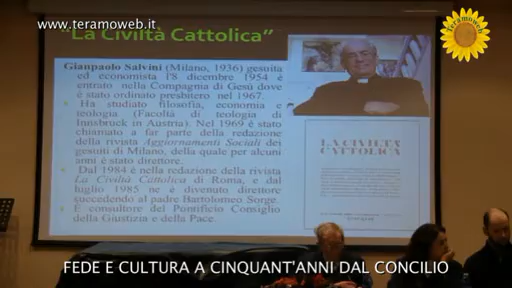 www.teramoweb.it
teramoweb
"La Civiltà Cattolica"
Gianpaolo Salvini (Milano, 1936) gesuita
ed economista l'8 dicembre 1954 è
entrato nella Compagnia di Gesù dove
è stato ordinato presbitero nel 1967.
Ha studiato filosofia, economia e
teologia (Facoltà di teologia di
Innsbruck in Austria). Nel 1969 è stato
chiamato a far parte della redazione
della rivista Aggiornamenti Sociali dei
gesuiti di Milano, della quale per alcuni
anni è stato direttore.
Dal 1984 è nella redazione della rivista
La Civiltà Cattolica di Roma, e dal
luglio 1985 ne è divenuto direttore
succedendo al padre Bartolomeo Sorge.
È consultore del Pontificio Consiglio
della Giustizia e della Pace.
LA CIVILTÀ
CATTOLICA
FEDE E CULTURA A CINQUANT'ANNI DAL CONCILIO